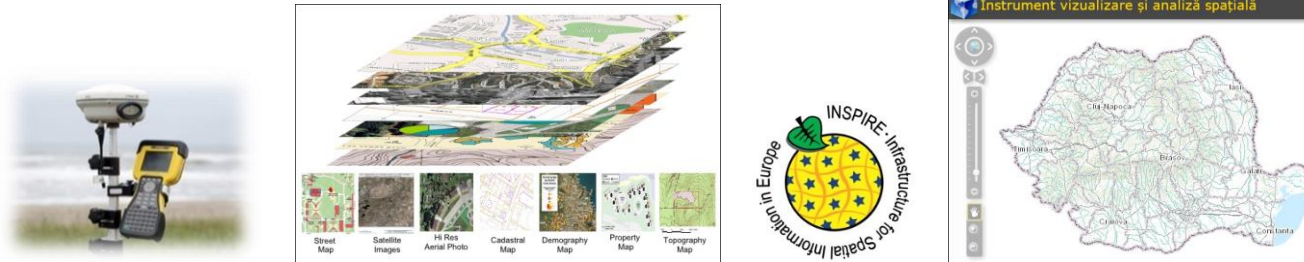 Street
Map
Satellite
Images
Hi Res
Aerial Photo
Cadastral
Map
Demography
Map
Property
Map
Topography
Map
INSPIRE · Infrastructure for Spatial Information in Europe
Instrument vizualizare și analiză spațială
Iasi
Cluj-Napoca
Timisoara
Brasov
Galati
Craiova
Constanta